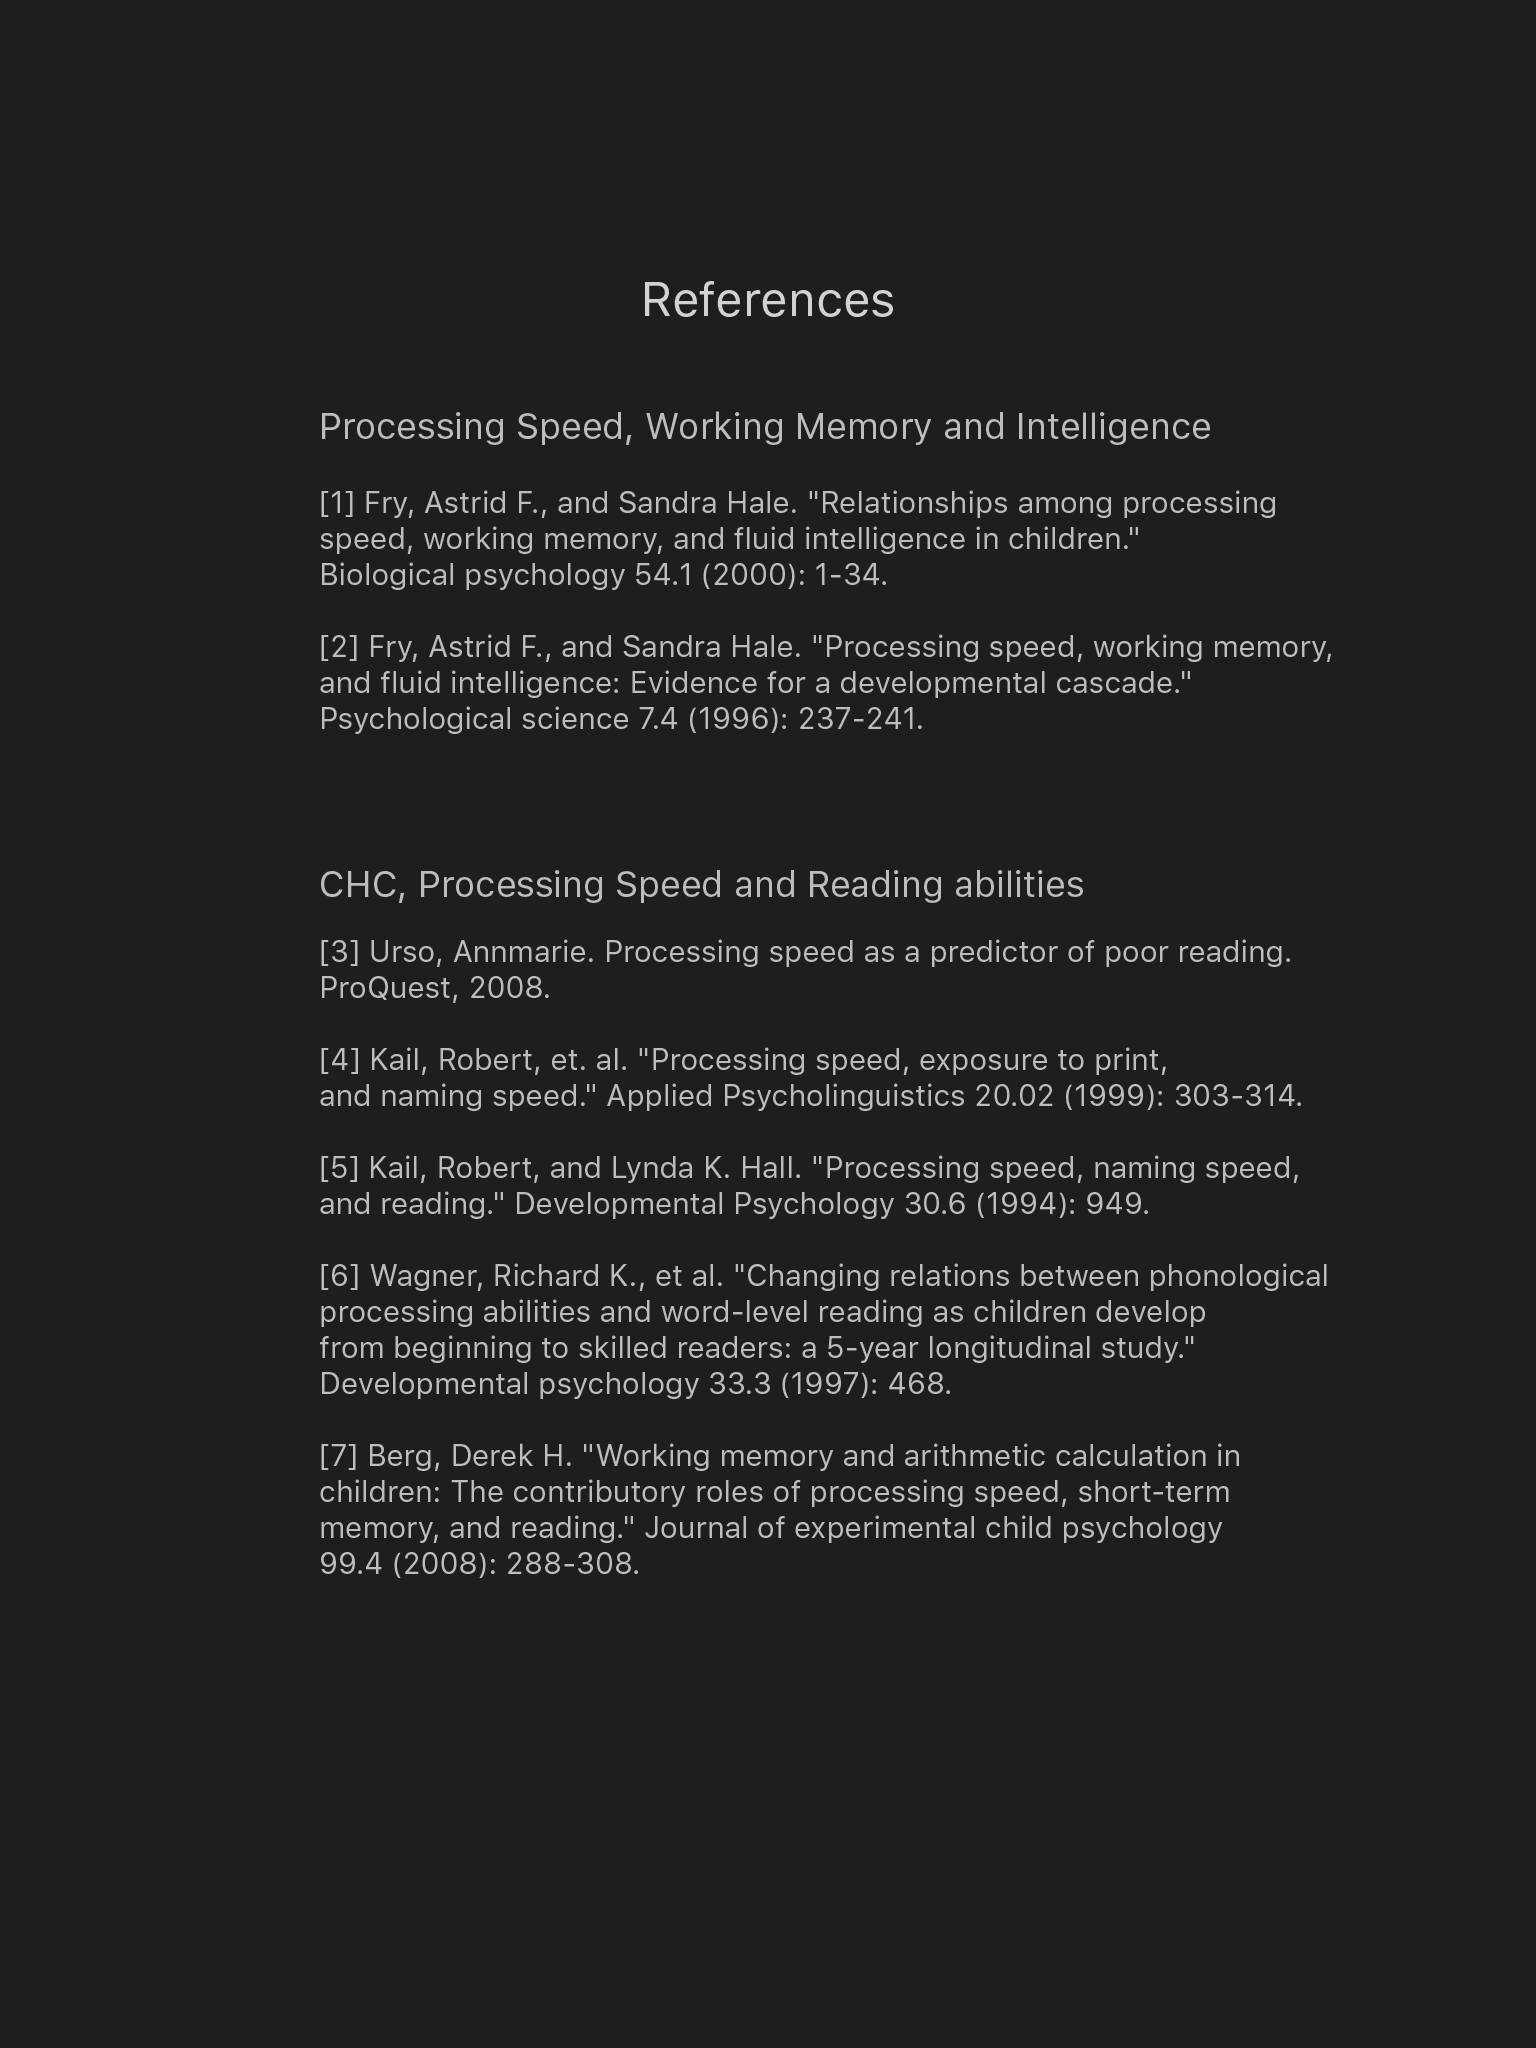 References
Processing Speed, Working Memory and Intelligence
[1] Fry, Astrid F., and Sandra Hale. "Relationships among processing
speed, working memory, and fluid intelligence in children."
Biological psychology 54.1 (2000): 1-34.
[2] Fry, Astrid F., and Sandra Hale. "Processing speed, working memory,
and fluid intelligence: Evidence for a developmental cascade."
Psychological science 7.4 (1996): 237-241.
CHC, Processing Speed and Reading abilities
[3] Urso, Annmarie. Processing speed as a predictor of poor reading.
ProQuest, 2008.
[4] Kail, Robert, et. al. "Processing speed, exposure to print,
and naming speed." Applied Psycholinguistics 20.02 (1999): 303-314.
[5] Kail, Robert, and Lynda K. Hall. "Processing speed, naming speed,
and reading." Developmental Psychology 30.6 (1994): 949.
[6] Wagner, Richard K., et al. "Changing relations between phonological
processing abilities and word-level reading as children develop
from beginning to skilled readers: a 5-year longitudinal study."
Developmental psychology 33.3 (1997): 468.
[7] Berg, Derek H. "Working memory and arithmetic calculation in
children: The contributory roles of processing speed, short-term
memory, and reading." Journal of experimental child psychology
99.4 (2008): 288-308.